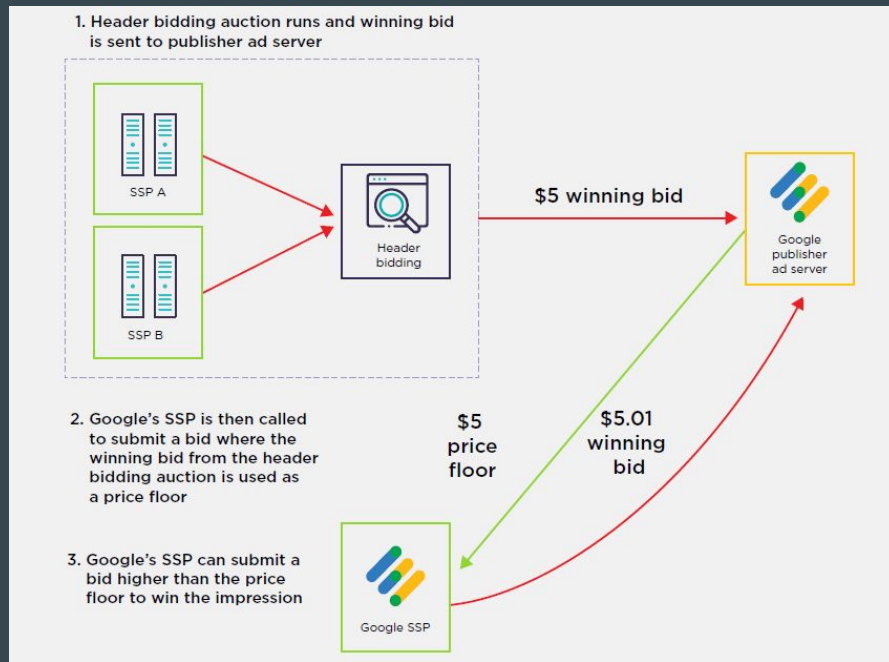 1. Header bidding auction runs and winning bid
is sent to publisher ad server
SSP A
SSP B
Header
bidding
$5 winning bid
Google
publisher
ad server
2. Google's SSP is then called
to submit a bid where the
winning bid from the header
bidding auction is used as
a price floor
$5
price
floor
$5.01
winning
bid
3. Google's SSP can submit a
bid higher than the price
floor to win the impression
Google SSP